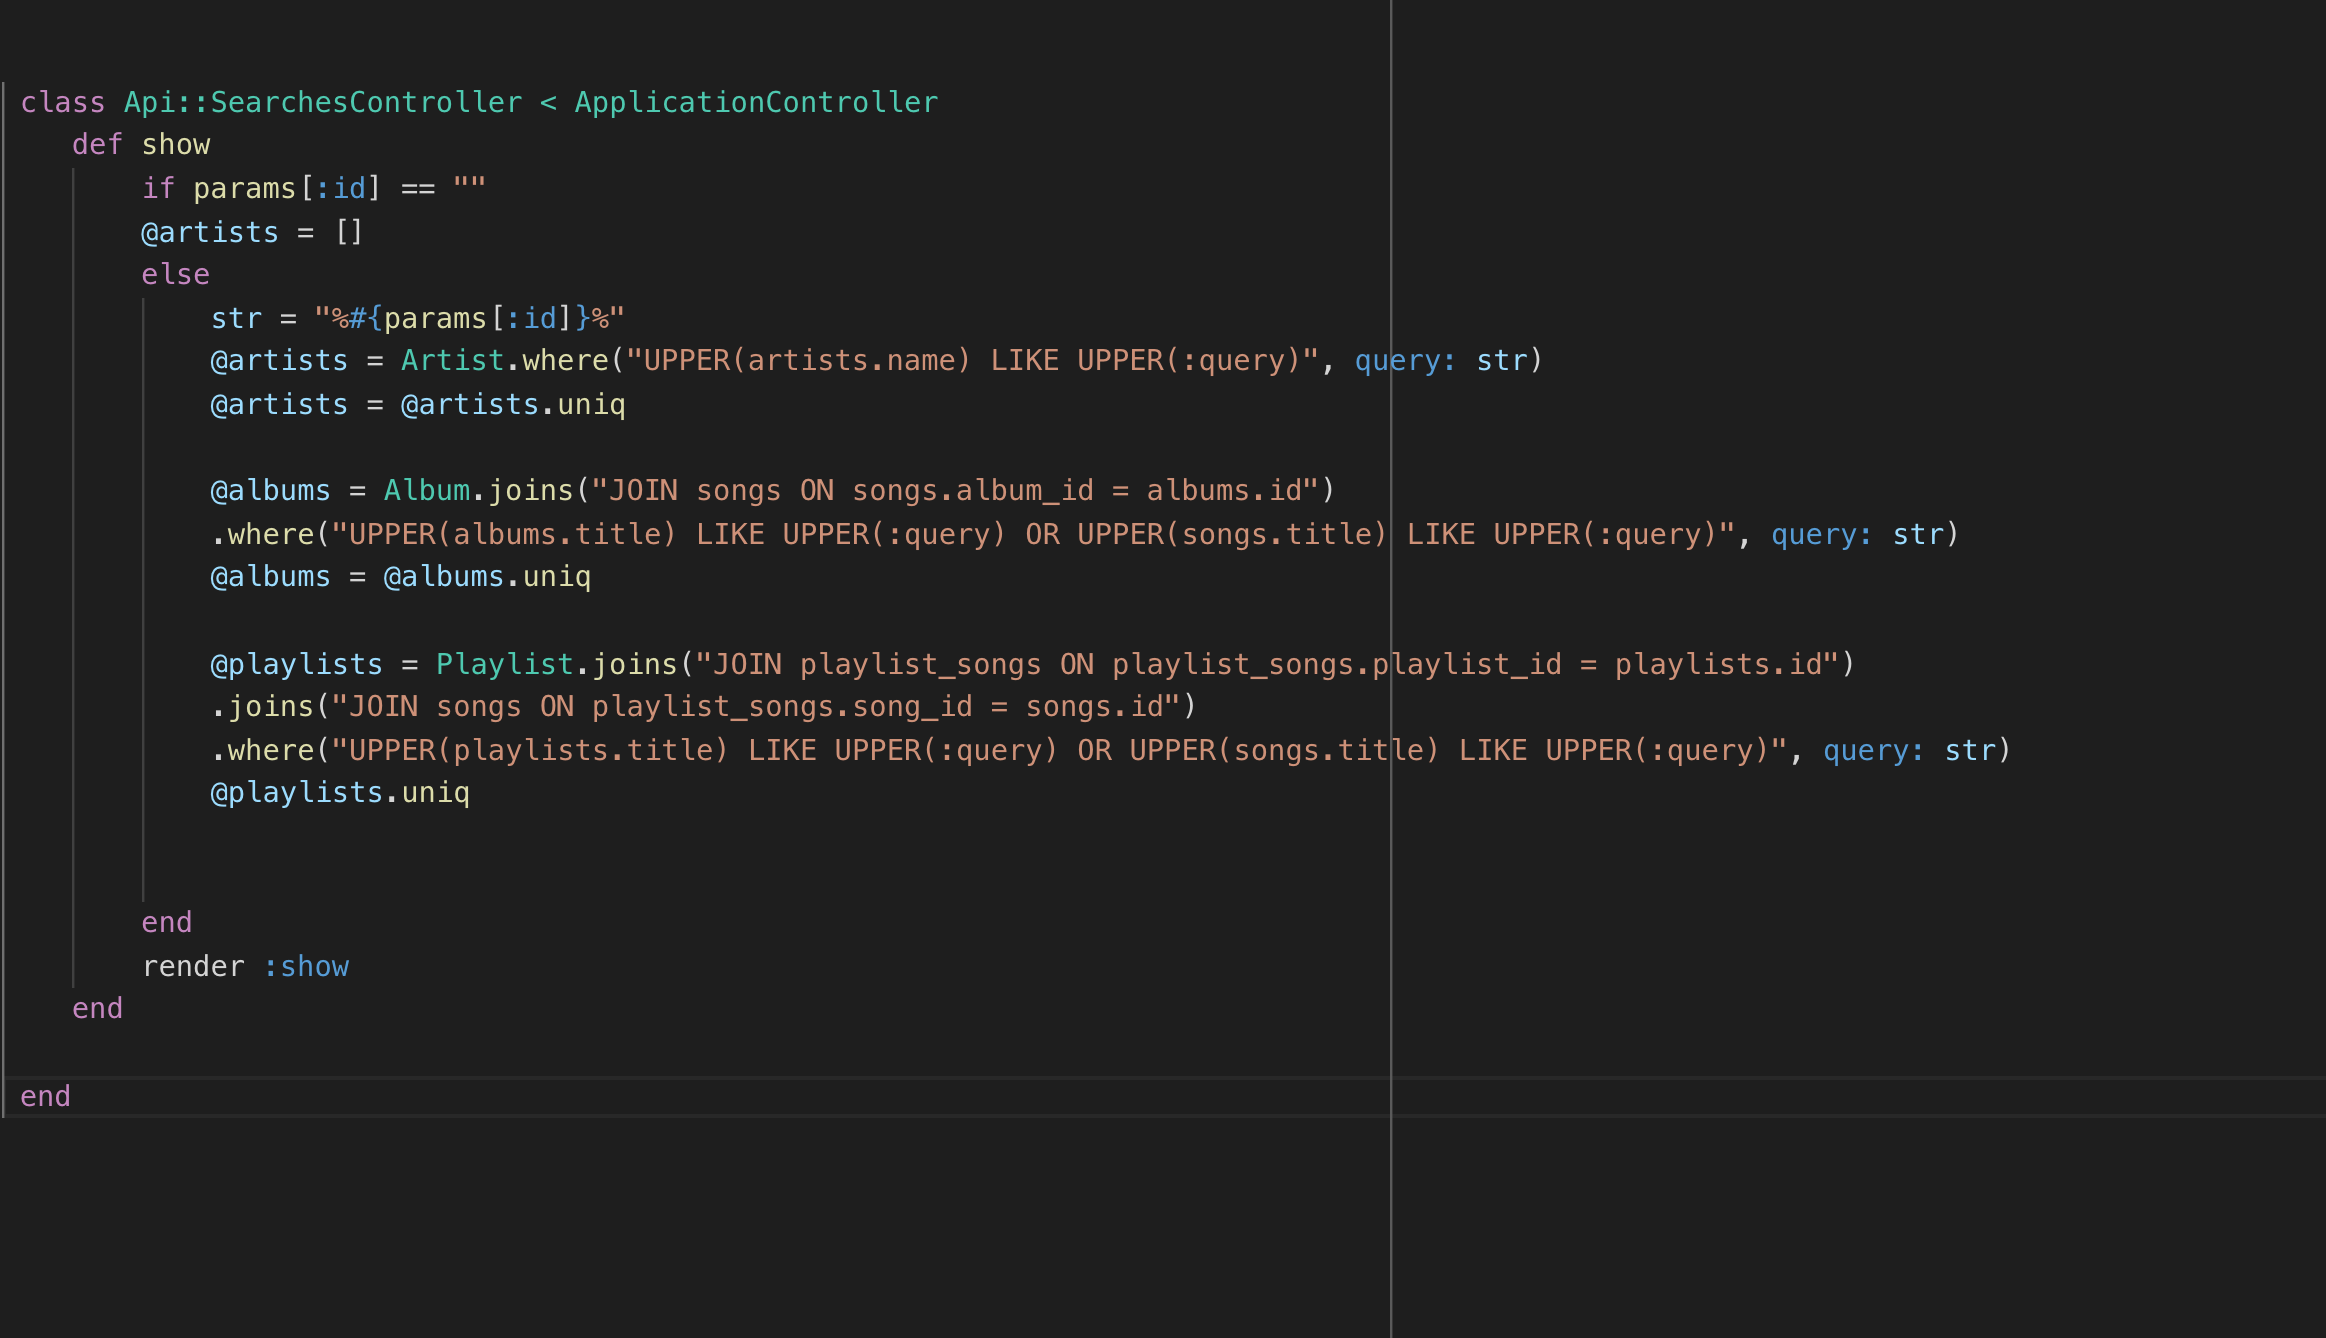 class Api::SearchesController < ApplicationController
def show
if params[:id] == ""
@artists = []
else
str = "%#{params[:id]}%"
@artists = Artist.where("UPPER(artists.name) LIKE UPPER(:query)", query: str)
@artists = @artists.uniq
@albums = Album.joins("JOIN songs ON songs.album_id = albums.id")
.where("UPPER(albums.title) LIKE UPPER(:query) OR UPPER(songs.title) LIKE UPPER(:query)", query: str)
@albums = @albums.uniq
@playlists = Playlist.joins("JOIN playlist_songs ON playlist_songs.playlist_id = playlists.id")
.joins("JOIN songs ON playlist_songs.song_id = songs.id")
.where("UPPER(playlists.title) LIKE UPPER(:query) OR UPPER(songs.title) LIKE UPPER(:query)", query: str)
@playlists.uniq
end
render :show
end
end